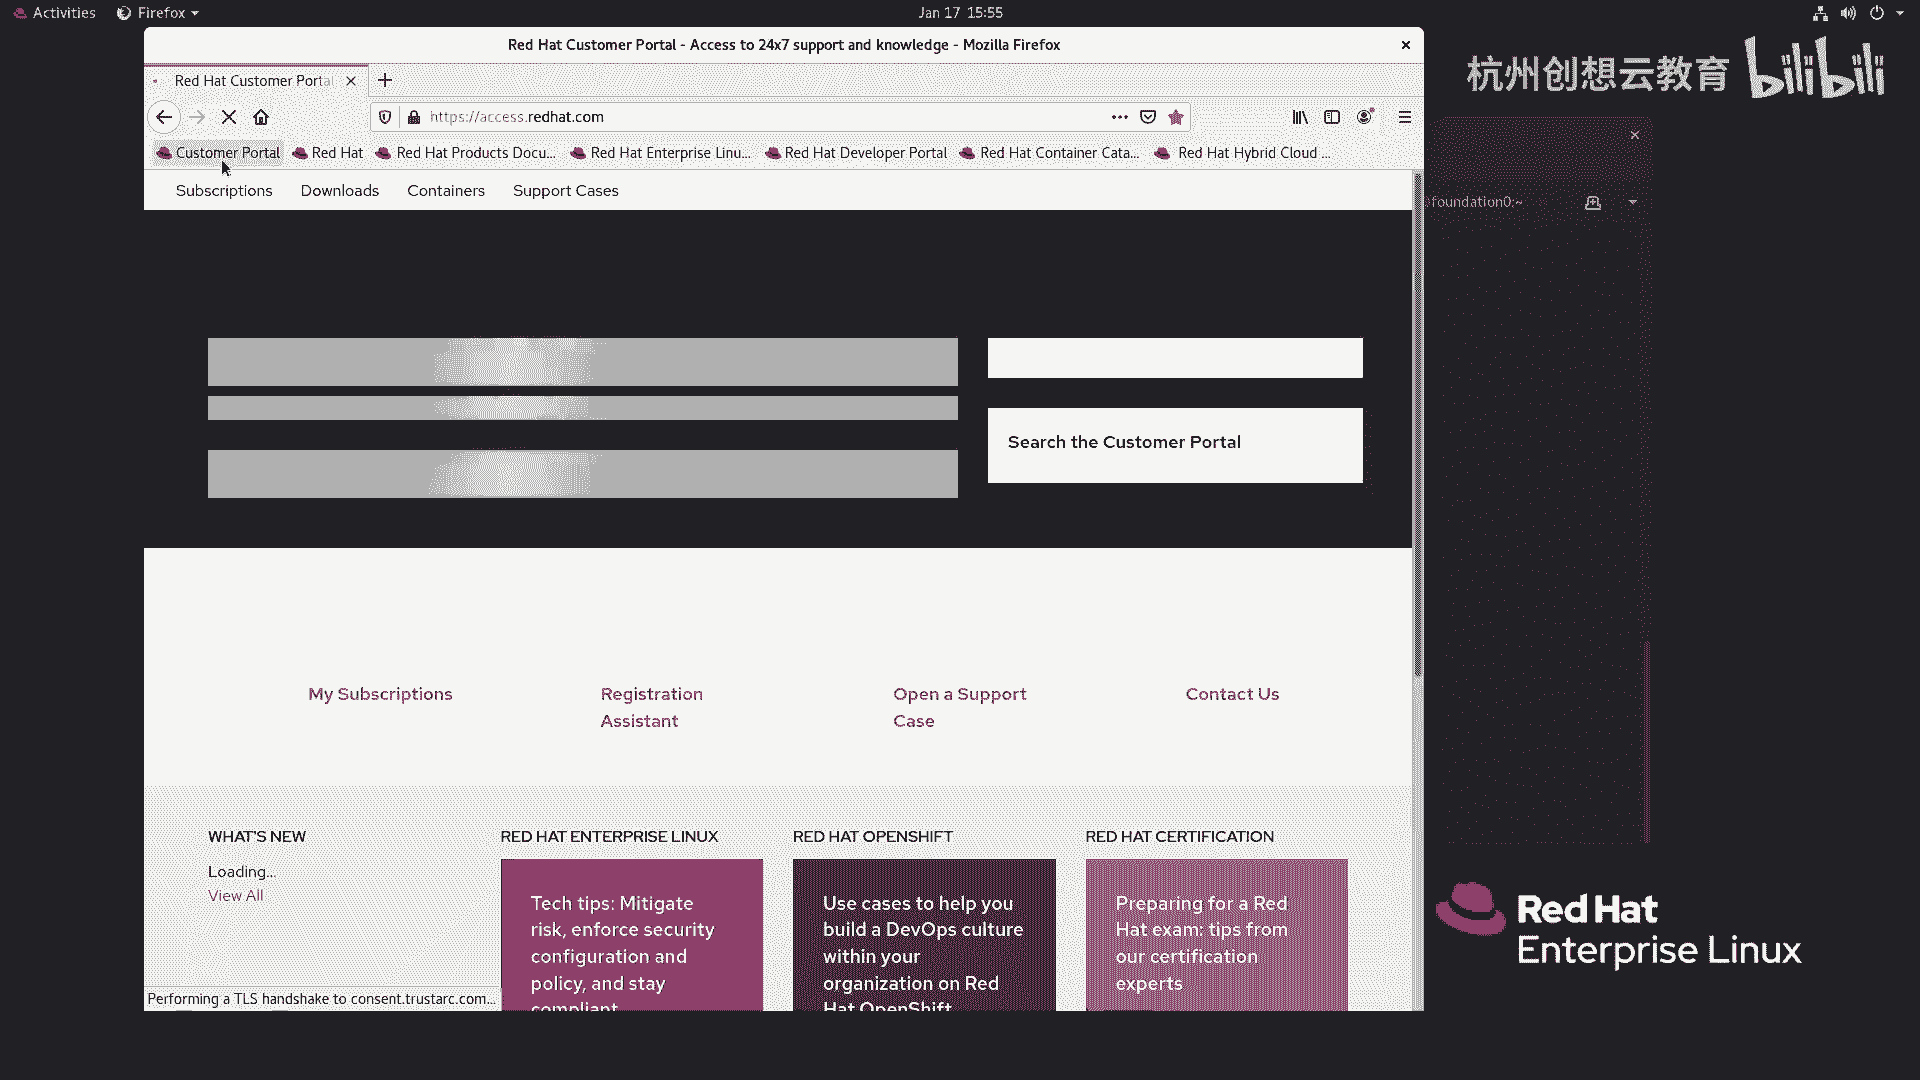 Activities
Firefox
Jan 17 15:55
Red Hat Customer Portal - Access to 24x7 support and knowledge - Mozilla Firefox
杭州创想云教育
bilibili
Red Hat Customer Portal
https://access.redhat.com
Customer Portal
Red Hat
Red Hat Products Docu...
Red Hat Enterprise Linu...
Red Hat Developer Portal
Red Hat Container Cata...
Red Hat Hybrid Cloud ...
Subscriptions
Downloads
Containers
Support Cases
foundation0:~
Search the Customer Portal
My Subscriptions
Registration
Assistant
Open a Support
Case
Contact Us
WHAT'S NEW
Loading...
View All
RED HAT ENTERPRISE LINUX
Tech tips: Mitigate
risk, enforce security
configuration and
policy, and stay
compliant
RED HAT OPENSHIFT
Use cases to help you
build a DevOps culture
within your
organization on Red
Hat OpenShift
RED HAT CERTIFICATION
Preparing for a Red
Hat exam: tips from
our certification
experts
Performing a TLS handshake to consent.trustarc.com...
Red Hat
Enterprise Linux